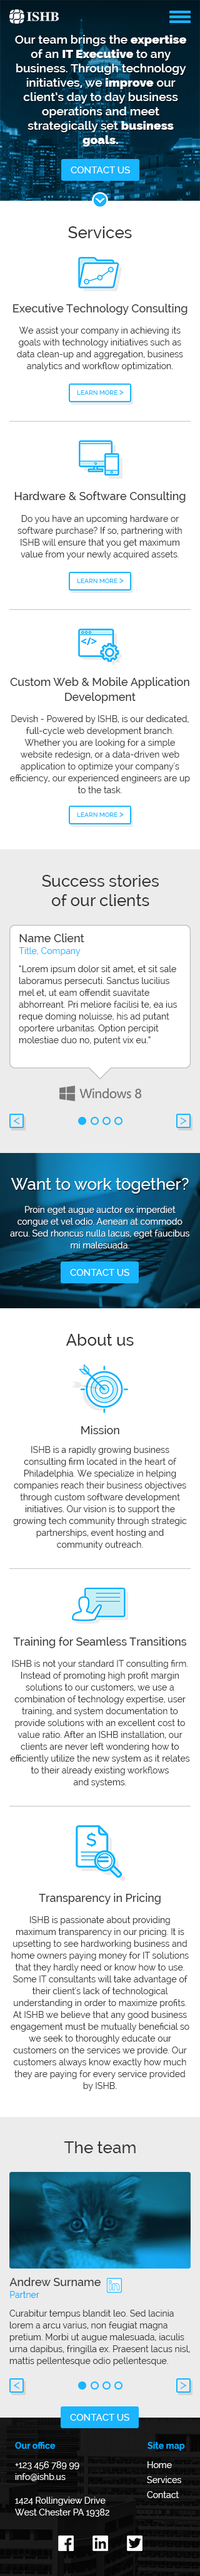 ISHB
Our team brings the expertise
of an IT Executive to any
business. Through technology
initiatives, we improve our
client's day to day business
operations and meet
strategically set business
goals.
CONTACT US
Services
Executive Technology Consulting
We assist your company in achieving its
goals with technology initiatives such as
data clean-up and aggregation, business
analytics and workflow optimization.
LEARN MORE >
Hardware & Software Consulting
Do you have an upcoming hardware or
software purchase? If so, partnering with
ISHB will ensure that you get maximum
value from your newly acquired assets.
LEARN MORE >
</>
Custom Web & Mobile Application
Development
Devish - Powered by ISHB, is our dedicated,
full-cycle web development branch.
Whether you are looking for a simple
website redesign, or a data-driven web
application to optimize your company's
efficiency, our experienced engineers are up
to the task.
LEARN MORE >
Success stories
of our clients
Name Client
Title, Company
"Lorem ipsum dolor sit amet, et sit sale
laboramus persecuti. Sanctus lucilius
mel et, ut eam offendit suavitate
abhorreant. Pri meliore facilisi te, ea ius
reque doming noluisse, his ad putant
oportere urbanitas. Option percipit
molestiae duo no, putent vix eu."
Windows 8
< >
Want to work together?
Proin eget augue auctor ex imperdiet
congue et vel odio. Aenean at commodo
arcu. Sed rhoncus nulla lacus, eget faucibus
mi malesuada.
CONTACT US
About us
Mission
ISHB is a rapidly growing business
consulting firm located in the heart of
Philadelphia. We specialize in helping
companies reach their business objectives
through custom software development
initiatives. Our vision is to support the
growing tech community through strategic
partnerships, event hosting and
community outreach.
Training for Seamless Transitions
ISHB is not your standard IT consulting firm.
Instead of promoting high profit margin
solutions to our customers, we use a
combination of technology expertise, user
training, and system documentation to
provide solutions with an excellent cost to
value ratio. After an ISHB installation, our
clients are never left wondering how to
efficiently utilize the new system as it relates
to their already existing workflows
and systems.
$
Transparency in Pricing
ISHB is passionate about providing
maximum transparency in our pricing. It is
upsetting to see hardworking business and
home owners paying money for IT solutions
that they hardly need or know how to use.
Some IT consultants will take advantage of
their client's lack of technological
understanding in order to maximize profits.
At ISHB we believe that any good business
engagement must be mutually beneficial so
we seek to thoroughly educate our
customers on the services we provide. Our
customers always know exactly how much
they are paying for every service provided
by ISHB.
The team
Andrew Surname in
Partner
Curabitur tempus blandit leo. Sed lacinia
lorem a arcu varius, non feugiat magna
pretium. Morbi ut augue malesuada, iaculis
urna dapibus, fringilla ex. Praesent lacus nisl,
mattis pellentesque odio pellentesque.
< >
CONTACT US
Our office
+123 456 789 99
info@ishb.us
1424 Rollingview Drive
West Chester PA 19382
Site map
Home
Services
Contact
f in